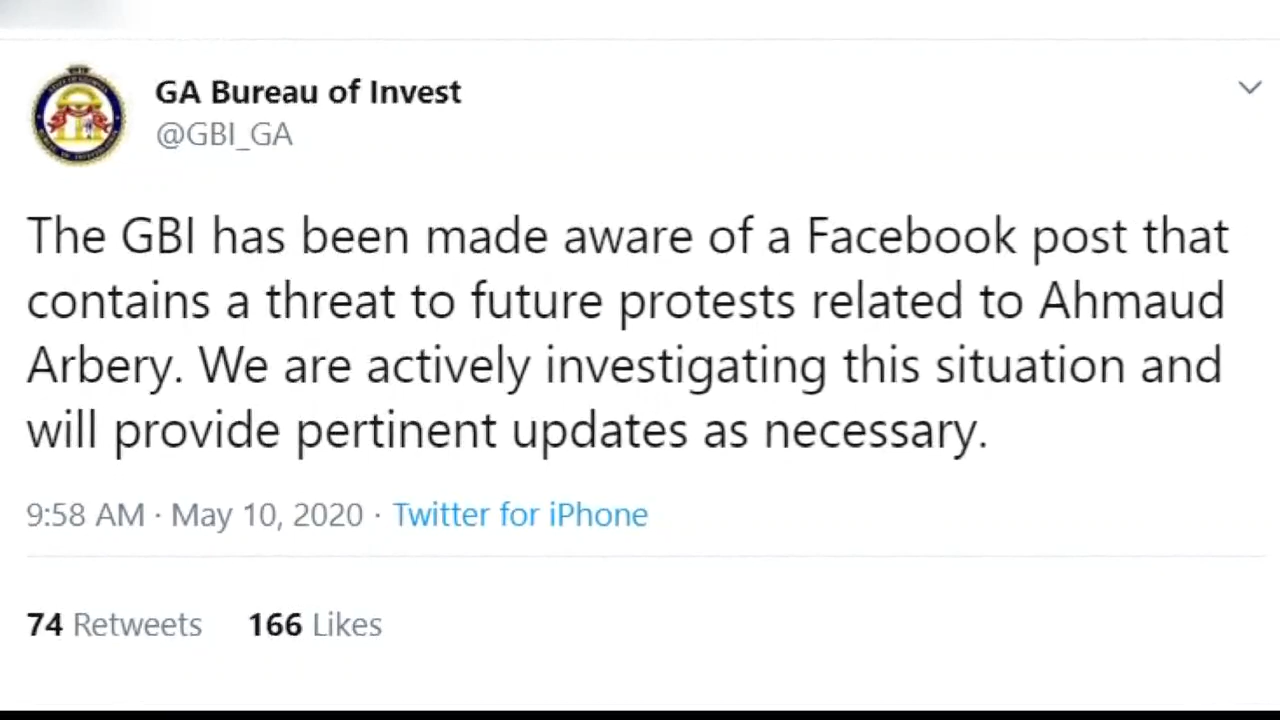 GA Bureau of Invest
@GBI_GA
The GBI has been made aware of a Facebook post that
contains a threat to future protests related to Ahmaud
Arbery. We are actively investigating this situation and
will provide pertinent updates as necessary.
9:58 AM · May 10, 2020 · Twitter for iPhone
74 Retweets 166 Likes